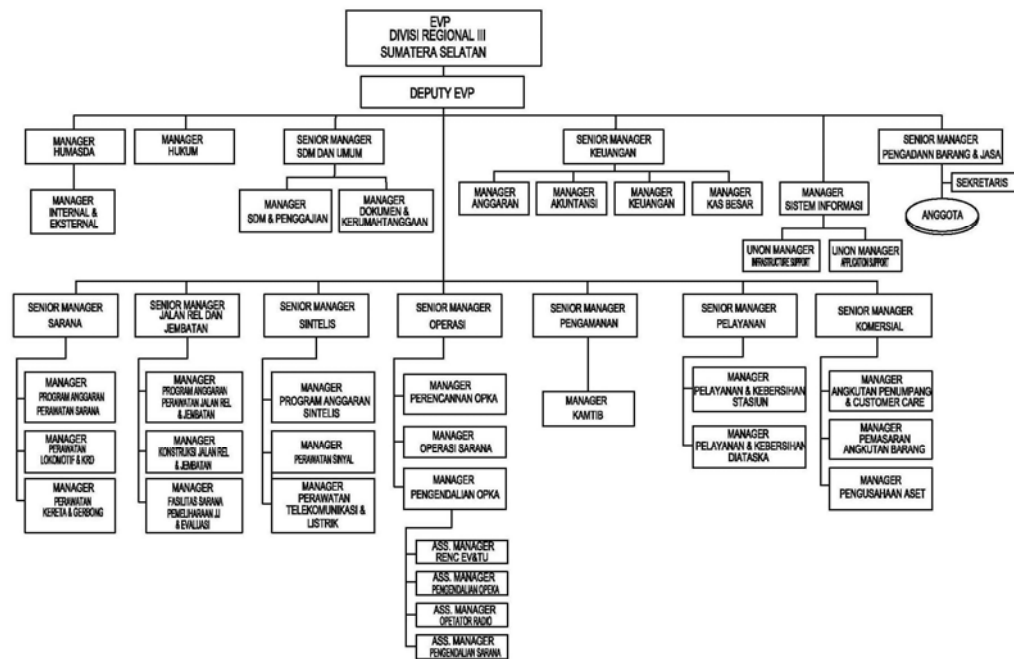 EVP
DIVISI REGIONAL III
SUMATERA SELATAN
DEPUTY EVP
MANAGER
HUMASDA
MANAGER
HUKUM
SENIOR MANAGER
SDM DAN UMUM
SENIOR MANAGER
KEUANGAN
SENIOR MANAGER
PENGADANN BARANG & JASA
MANAGER
INTERNAL &
EKSTERNAL
MANAGER
SDM & PENGGAJIAN
MANAGER
DOKUMEN &
KERUMAHTANGGAAN
MANAGER
ANGGARAN
MANAGER
AKUNTANSI
MANAGER
KEUANGAN
MANAGER
KAS BESAR
MANAGER
SISTEM INFORMASI
SEKRETARIS
ANGGOTA
UNON MANAGER
INFRASTRUCTURE SUPPORT
UNON MANAGER
APPLICATION SUPPORT
SENIOR MANAGER
SARANA
SENIOR MANAGER
JALAN REL DAN
JEMBATAN
SENIOR MANAGER
SINTELIS
SENIOR MANAGER
OPERASI
SENIOR MANAGER
PENGAMANAN
SENIOR MANAGER
PELAYANAN
SENIOR MANAGER
KOMERSIAL
MANAGER
PROGRAM ANGGARAN
PERAWATAN SARANA
MANAGER
PROGRAM ANGGARAN
PERAWATAN JALAN REL
& JEMBATAN
MANAGER
PROGRAM ANGGARAN
SINTELIS
MANAGER
PERENCANNAN OPKA
MANAGER
KAMTIB
MANAGER
PELAYANAN & KEBERSIHAN
STASIUN
MANAGER
ANGKUTAN PENUMPANG
& CUSTOMER CARE
MANAGER
PERAWATAN
LOKOMOTIF & KRD
MANAGER
KONSTRUKSI JALAN REL
& JEMBATAN
MANAGER
PERAWATAN SINYAL
MANAGER
OPERASI SARANA
MANAGER
PELAYANAN & KEBERSIHAN
DIATASKA
MANAGER
PEMASARAN
ANGKUTAN BARANG
MANAGER
PERAWATAN
KERETA & GERBONG
MANAGER
FASILITAS SARANA
PEMELIHARAAN JJ
& EVALUASI
MANAGER
PERAWATAN
TELEKOMUNIKASI &
LISTRIK
MANAGER
PENGENDALIAN OPKA
MANAGER
PENGUSAHAAN ASET
ASS. MANAGER
RENC EV&TU
ASS. MANAGER
PENGENDALIAN OPEKA
ASS. MANAGER
OPETATOR RADIO
ASS. MANAGER
PENGENDALIAN SARANA